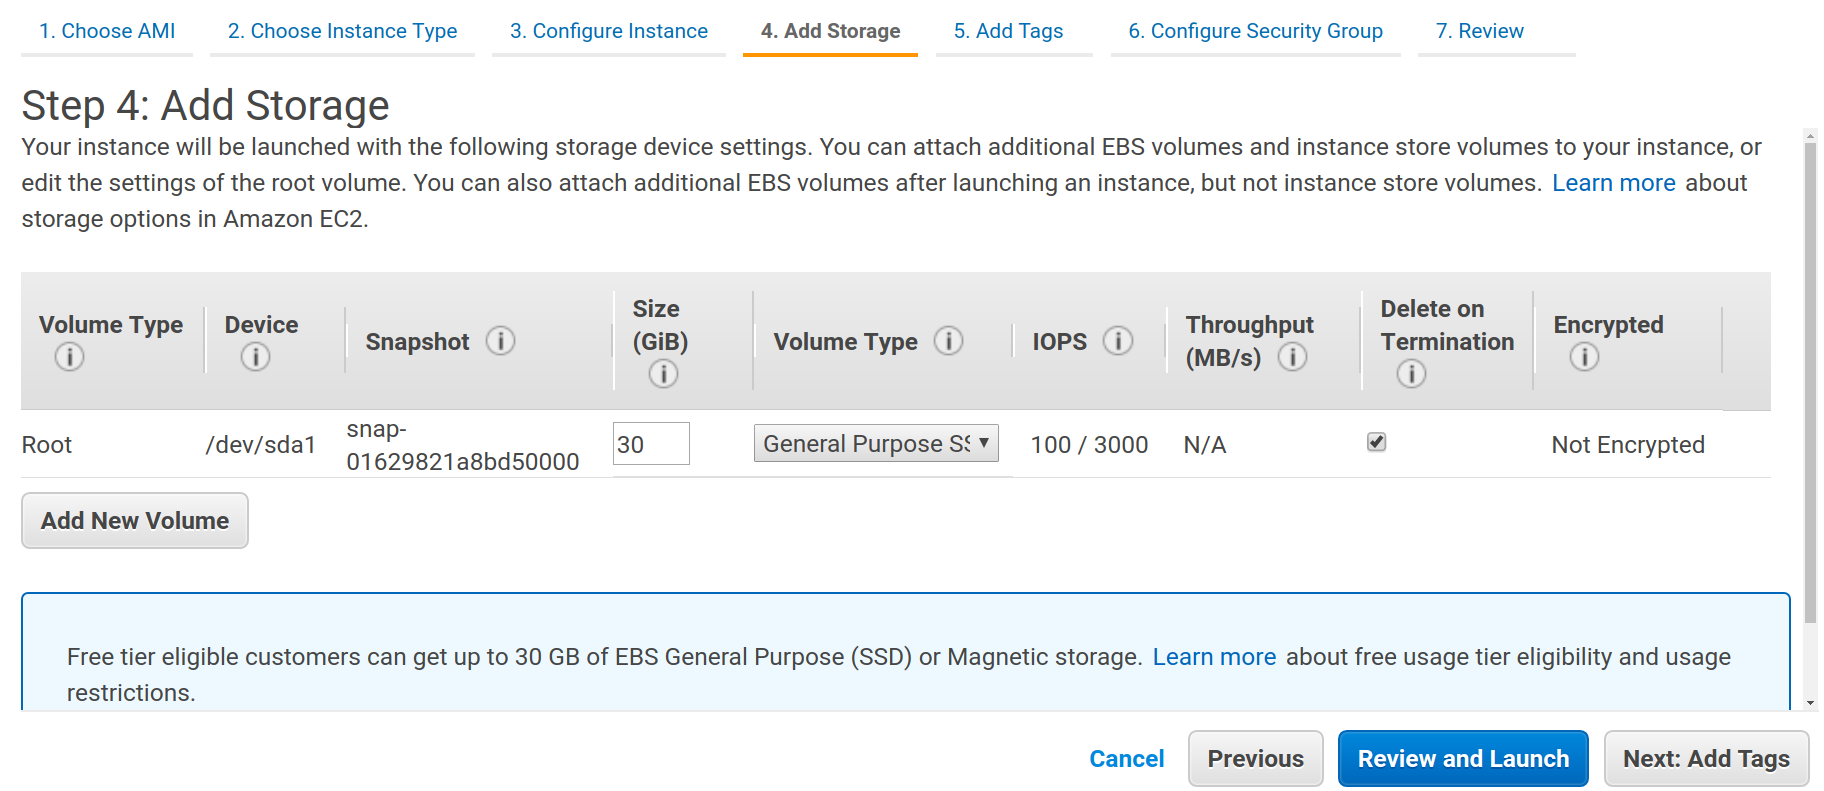 1. Choose AMI 2. Choose Instance Type 3. Configure Instance 4. Add Storage 5. Add Tags 6. Configure Security Group 7. Review
Step 4: Add Storage
Your instance will be launched with the following storage device settings. You can attach additional EBS volumes and instance store volumes to your instance, or
edit the settings of the root volume. You can also attach additional EBS volumes after launching an instance, but not instance store volumes. Learn more about
storage options in Amazon EC2.
Volume Type Device Snapshot Size (GiB) Volume Type IOPS Throughput (MB/s) Delete on Termination Encrypted
Root /dev/sda1 snap-01629821a8bd50000 30 General Purpose SS 100 / 3000 N/A Not Encrypted
Add New Volume
Free tier eligible customers can get up to 30 GB of EBS General Purpose (SSD) or Magnetic storage. Learn more about free usage tier eligibility and usage
restrictions.
Cancel Previous Review and Launch Next: Add Tags